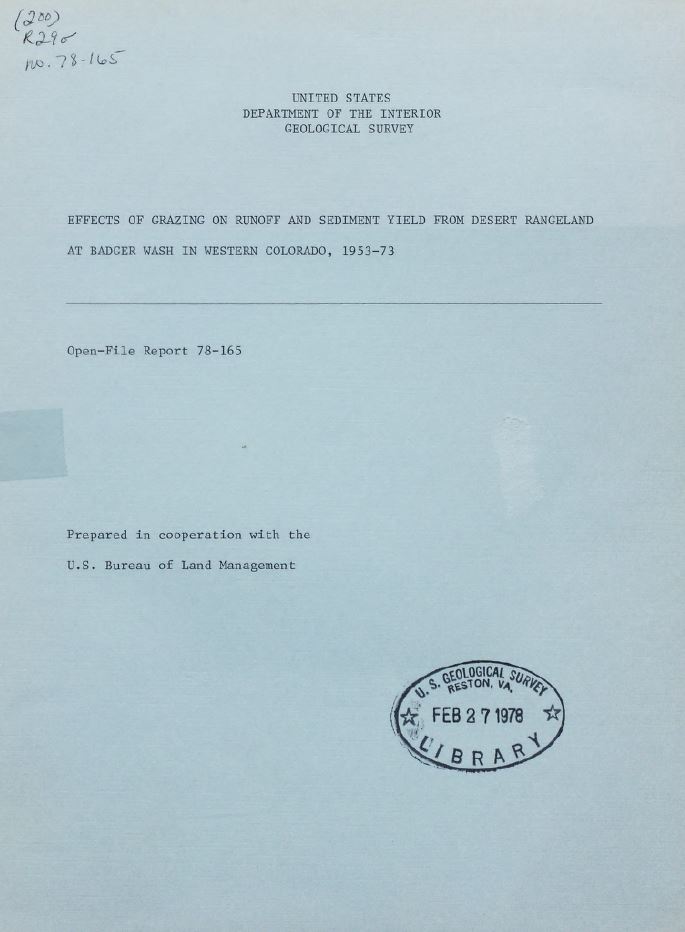 (200)
R29o
no. 78-165
UNITED STATES
DEPARTMENT OF THE INTERIOR
GEOLOGICAL SURVEY
EFFECTS OF GRAZING ON RUNOFF AND SEDIMENT YIELD FROM DESERT RANGELAND
AT BADGER WASH IN WESTERN COLORADO, 1953-73
Open-File Report 78-165
Prepared in cooperation with the
U.S. Bureau of Land Management
U. S. GEOLOGICAL SURVEY
RESTON, VA.
FEB 27 1978
LIBRARY